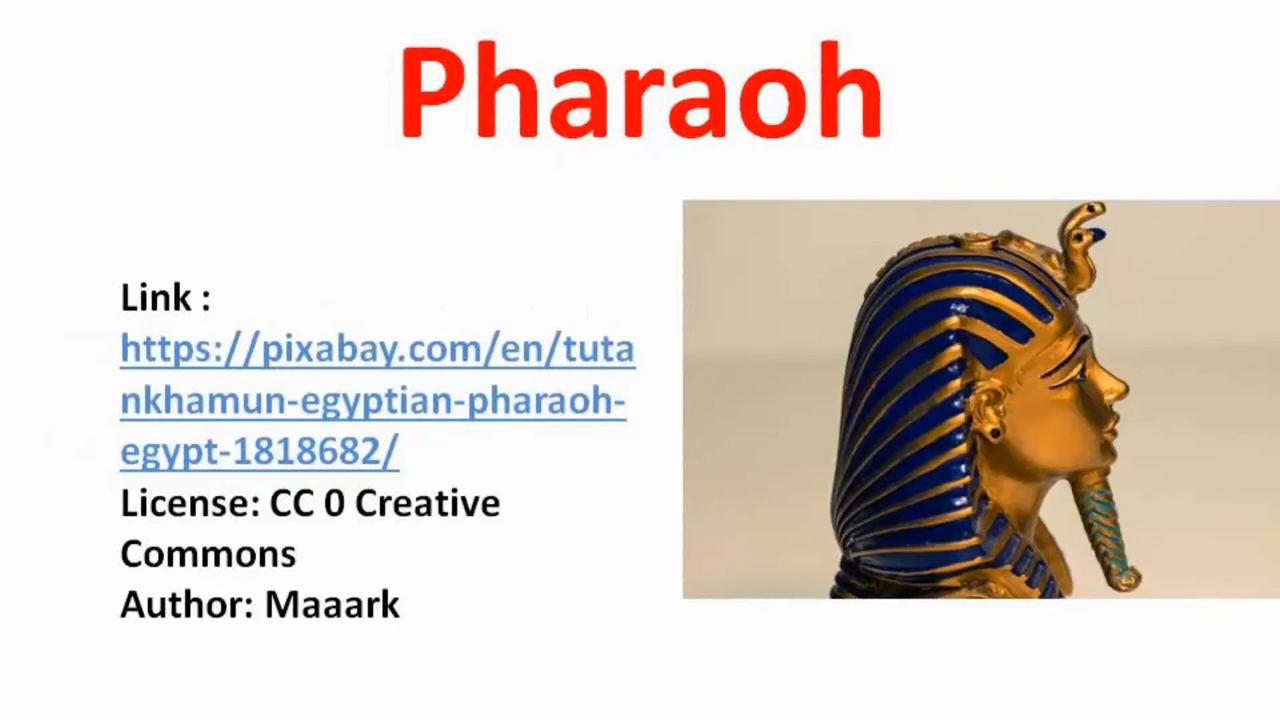 Pharaoh
Link :
https://pixabay.com/en/tuta
nkhamun-egyptian-pharaoh-
egypt-1818682/
License: CC 0 Creative
Commons
Author: Maaark